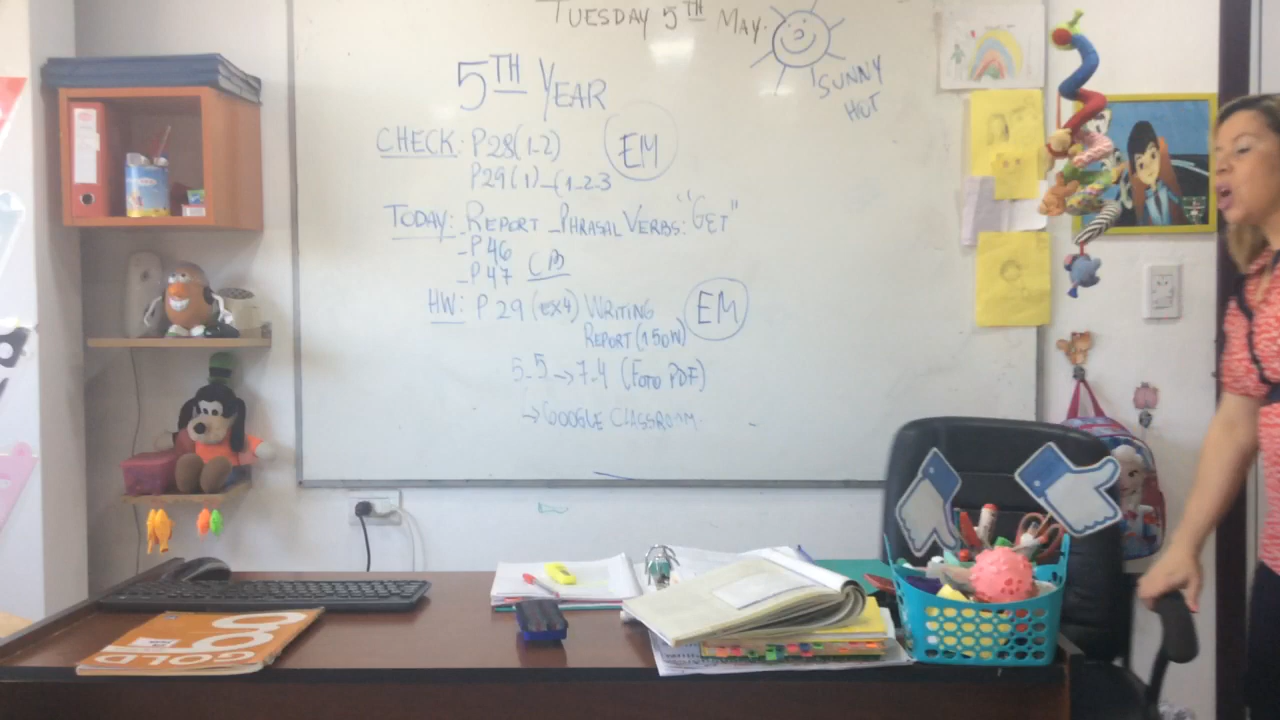 TUESDAY 5TH MAY.
SUNNY
HOT
5TH YEAR
CHECK: P28(1-2)
EM
P29(1)-(1-2-3
TODAY: -REPORT -PHRASAL VERBS: "GET"
-P46
-P47 CB
HW: P29 (ex4) WRITING
REPORT (150W)
EM
5-5→7-4 (FOTO PDF)
→GOOGLE CLASSROOM.
GOLD